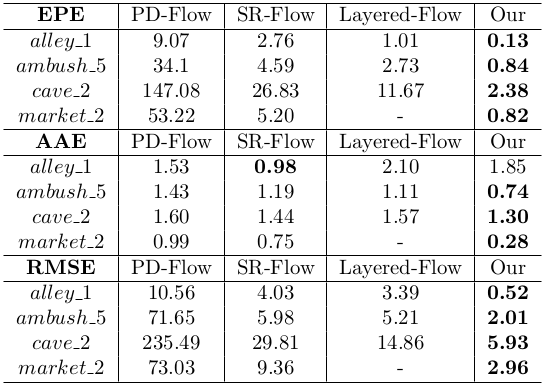 EPE PD-Flow SR-Flow Layered-Flow Our
alley_1 9.07 2.76 1.01 0.13
ambush_5 34.1 4.59 2.73 0.84
cave_2 147.08 26.83 11.67 2.38
market_2 53.22 5.20 - 0.82
AAE PD-Flow SR-Flow Layered-Flow Our
alley_1 1.53 0.98 2.10 1.85
ambush_5 1.43 1.19 1.11 0.74
cave_2 1.60 1.44 1.57 1.30
market_2 0.99 0.75 - 0.28
RMSE PD-Flow SR-Flow Layered-Flow Our
alley_1 10.56 4.03 3.39 0.52
ambush_5 71.65 5.98 5.21 2.01
cave_2 235.49 29.81 14.86 5.93
market_2 73.03 9.36 - 2.96